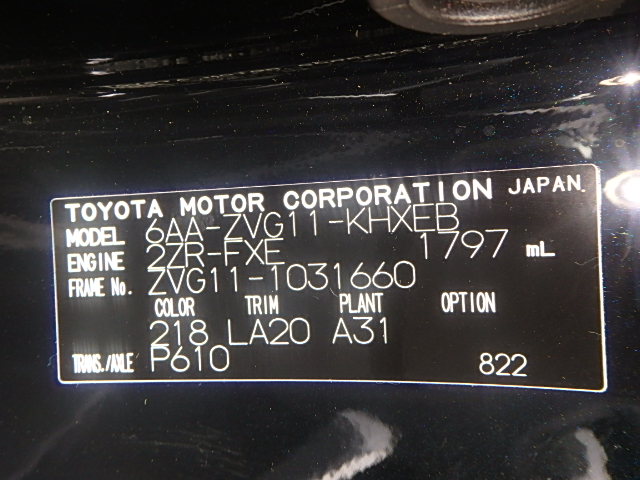 TOYOTA MOTOR CORPORATION JAPAN.
MODEL 6AA-ZVG11-KHXEB
ENGINE 2ZR-FXE 1797 mL
FRAME No. ZVG11-1031660
COLOR TRIM PLANT OPTION
218 LA20 A31
TRANS./AXLE P610 822